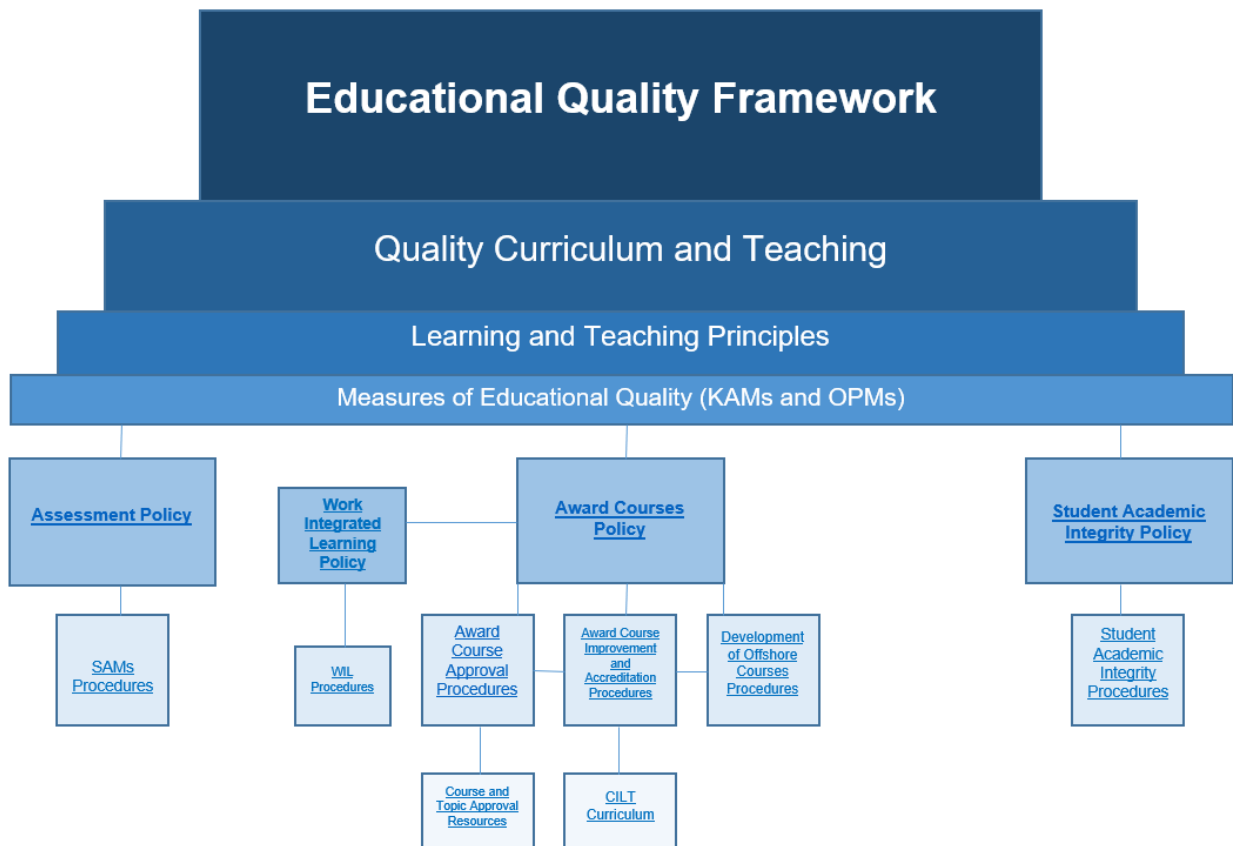 Educational Quality Framework
Quality Curriculum and Teaching
Learning and Teaching Principles
Measures of Educational Quality (KAMs and OPMs)
Assessment Policy
Work
Integrated
Learning
Policy
Award Courses
Policy
Student Academic
Integrity Policy
SAMs
Procedures
WIL
Procedures
Award
Course
Approval
Procedures
Award Course
Improvement
and
Accreditation
Procedures
Development
of Offshore
Courses
Procedures
Student
Academic
Integrity
Procedures
Course and
Topic Approval
Resources
CILT
Curriculum